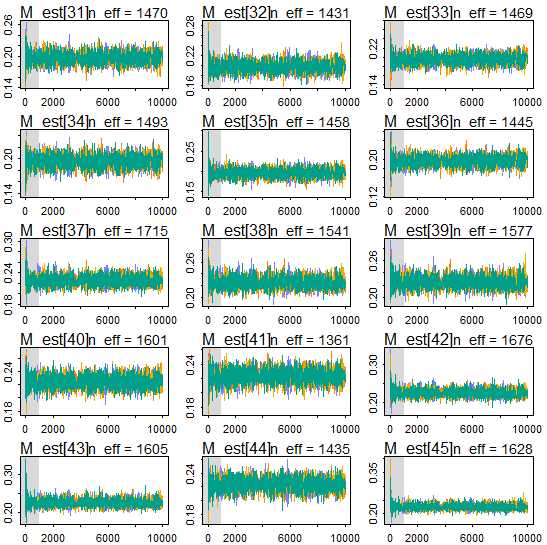 M_est[31]n_eff = 1470
0.14 0.20 0.26
0 2000 6000 10000
M_est[32]n_eff = 1431
0.16 0.22 0.28
0 2000 6000 10000
M_est[33]n_eff = 1469
0.14 0.22
0 2000 6000 10000
M_est[34]n_eff = 1493
0.14 0.20
0 2000 6000 10000
M_est[35]n_eff = 1458
0.15 0.25
0 2000 6000 10000
M_est[36]n_eff = 1445
0.12 0.20
0 2000 6000 10000
M_est[37]n_eff = 1715
0.18 0.24 0.30
0 2000 6000 10000
M_est[38]n_eff = 1541
0.20 0.26
0 2000 6000 10000
M_est[39]n_eff = 1577
0.20 0.26
0 2000 6000 10000
M_est[40]n_eff = 1601
0.18 0.24
0 2000 6000 10000
M_est[41]n_eff = 1361
0.18 0.24
0 2000 6000 10000
M_est[42]n_eff = 1676
0.20 0.30
0 2000 6000 10000
M_est[43]n_eff = 1605
0.20 0.30
0 2000 6000 10000
M_est[44]n_eff = 1435
0.18 0.24
0 2000 6000 10000
M_est[45]n_eff = 1628
0.20 0.35
0 2000 6000 10000